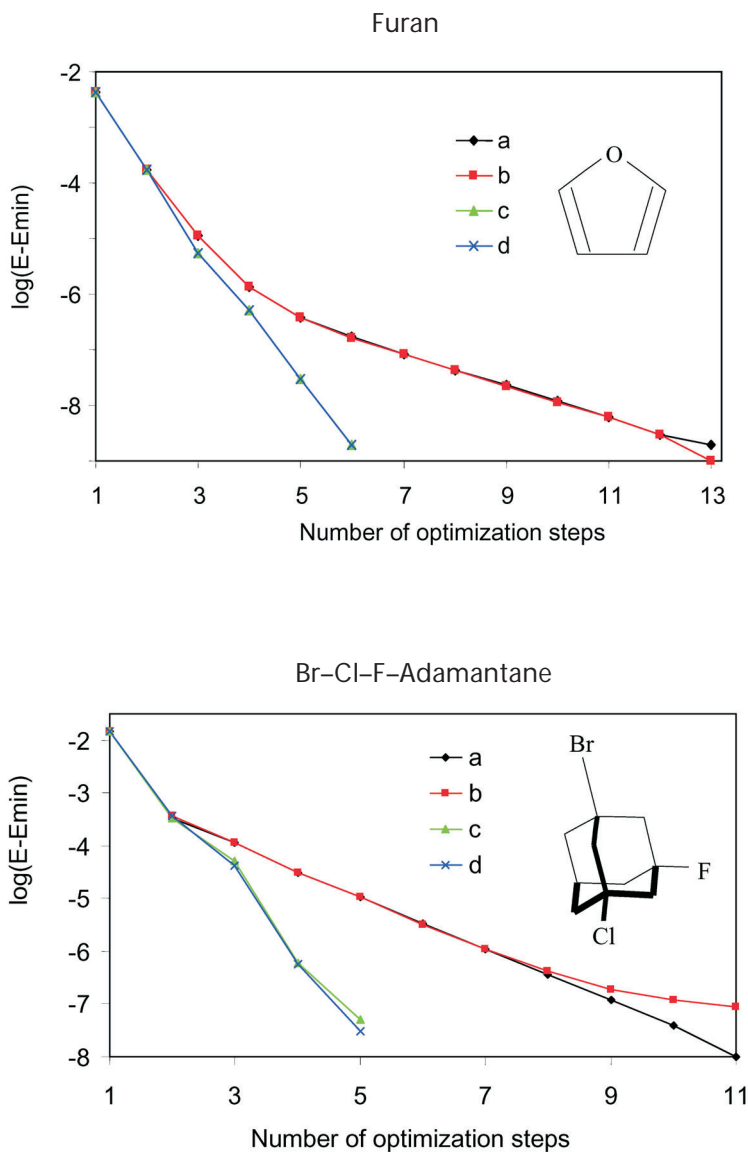 Furan
-2
-4
-6
-8
log(E-Emin)
a
b
c
d
O
1 3 5 7 9 11 13
Number of optimization steps
Br–Cl–F–Adamantane
-2
-3
-4
-5
-6
-7
-8
log(E-Emin)
a
b
c
d
Br
F
Cl
1 3 5 7 9 11
Number of optimization steps